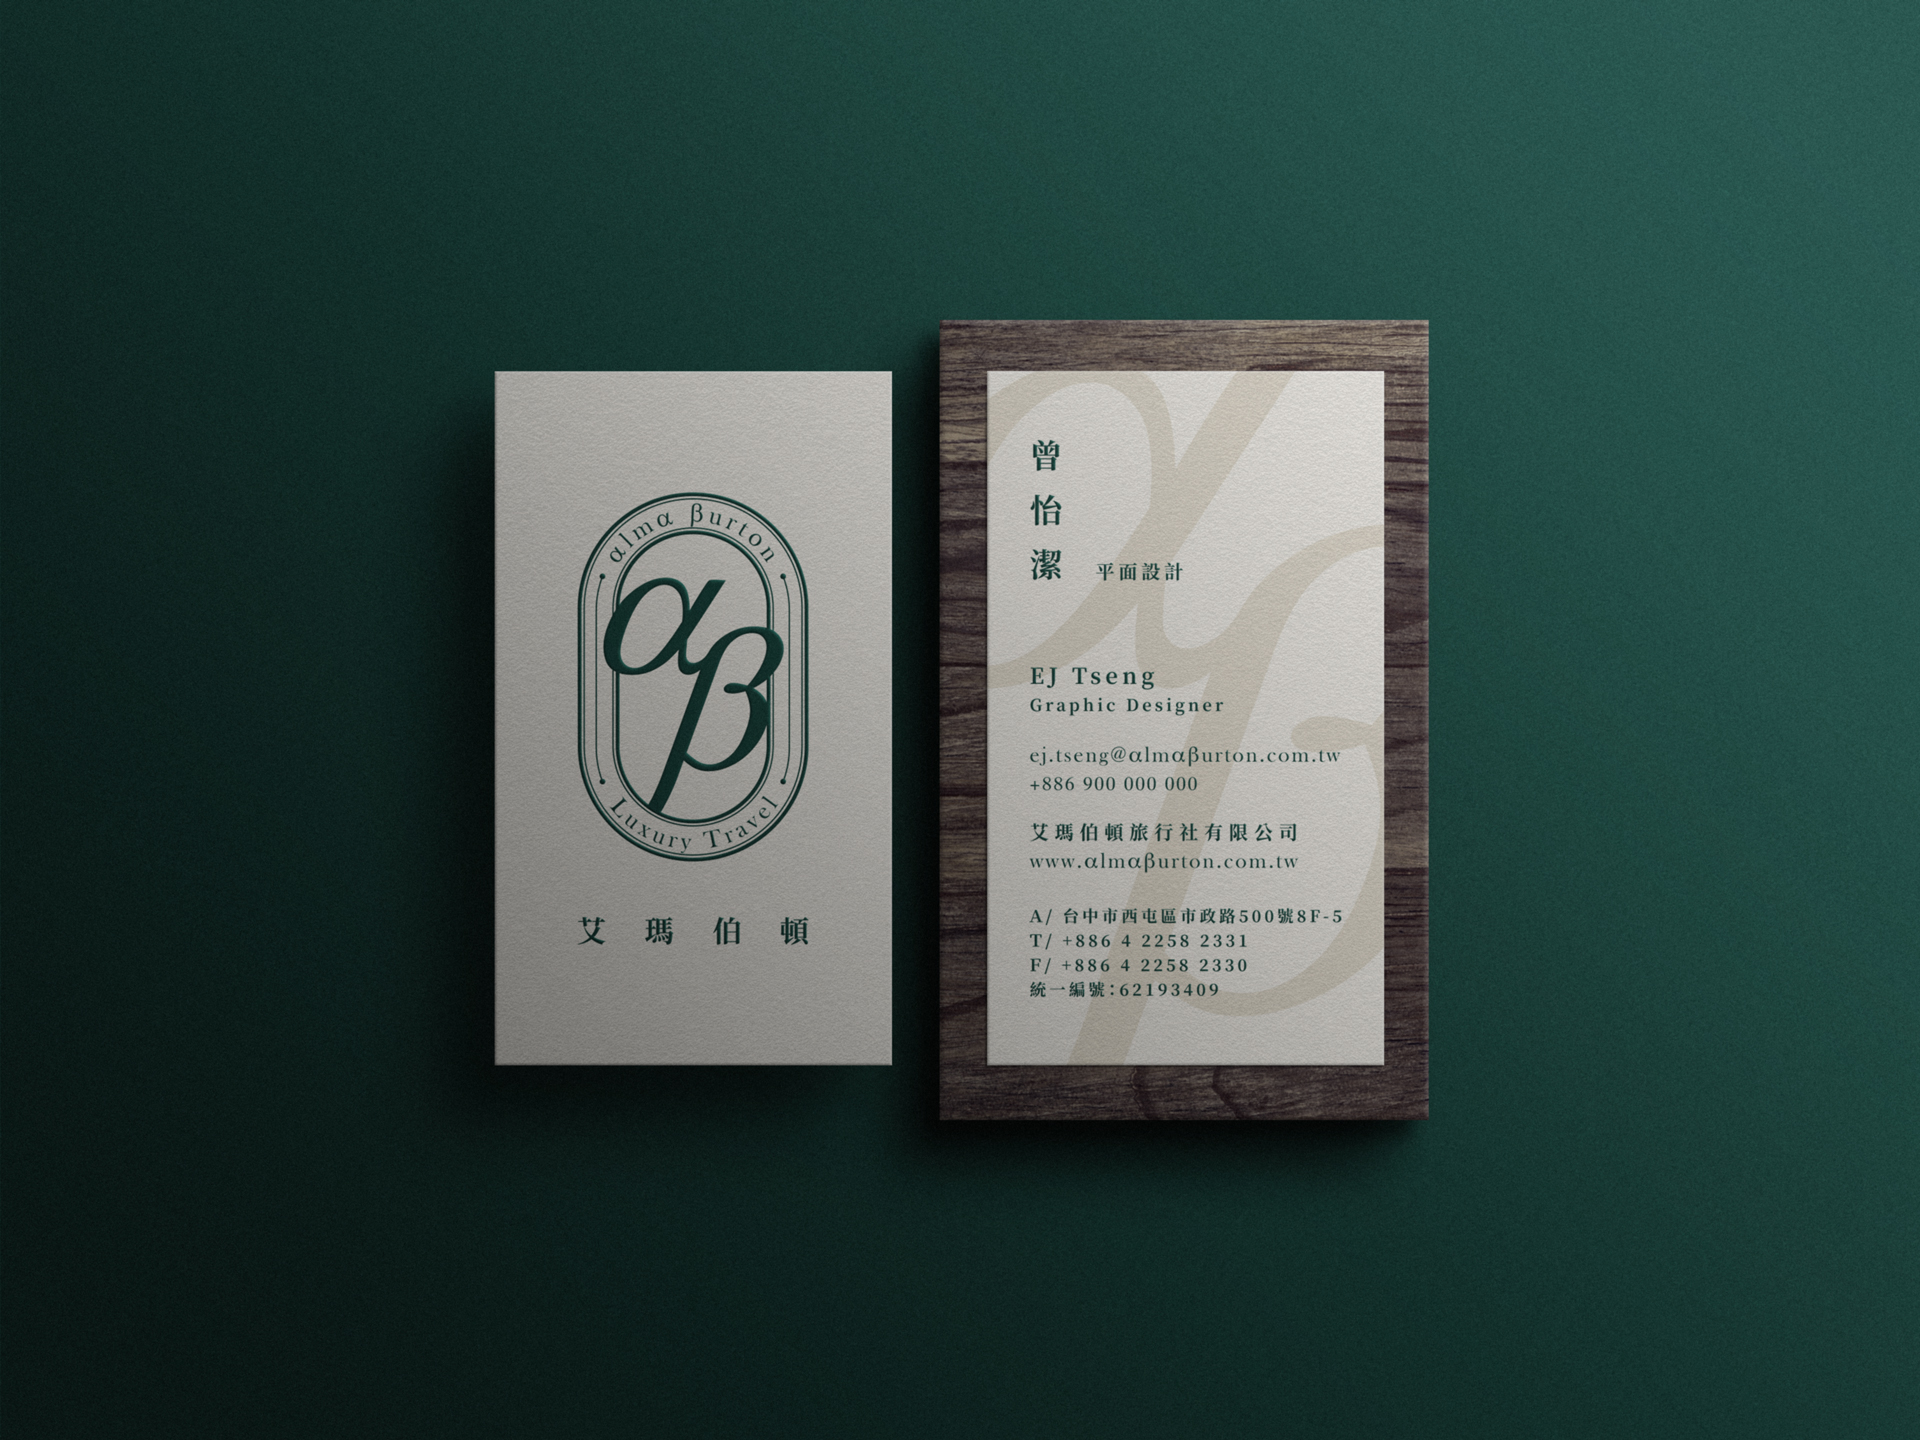 αlmα βurton
αβ
Luxury Travel
艾瑪伯頓
曾怡潔
平面設計
EJ Tseng
Graphic Designer
ej.tseng@αlmαβurton.com.tw
+886 900 000 000
艾瑪伯頓旅行社有限公司
www.αlmαβurton.com.tw
A/ 台中市西屯區市政路500號8F-5
T/ +886 4 2258 2331
F/ +886 4 2258 2330
統一編號:62193409